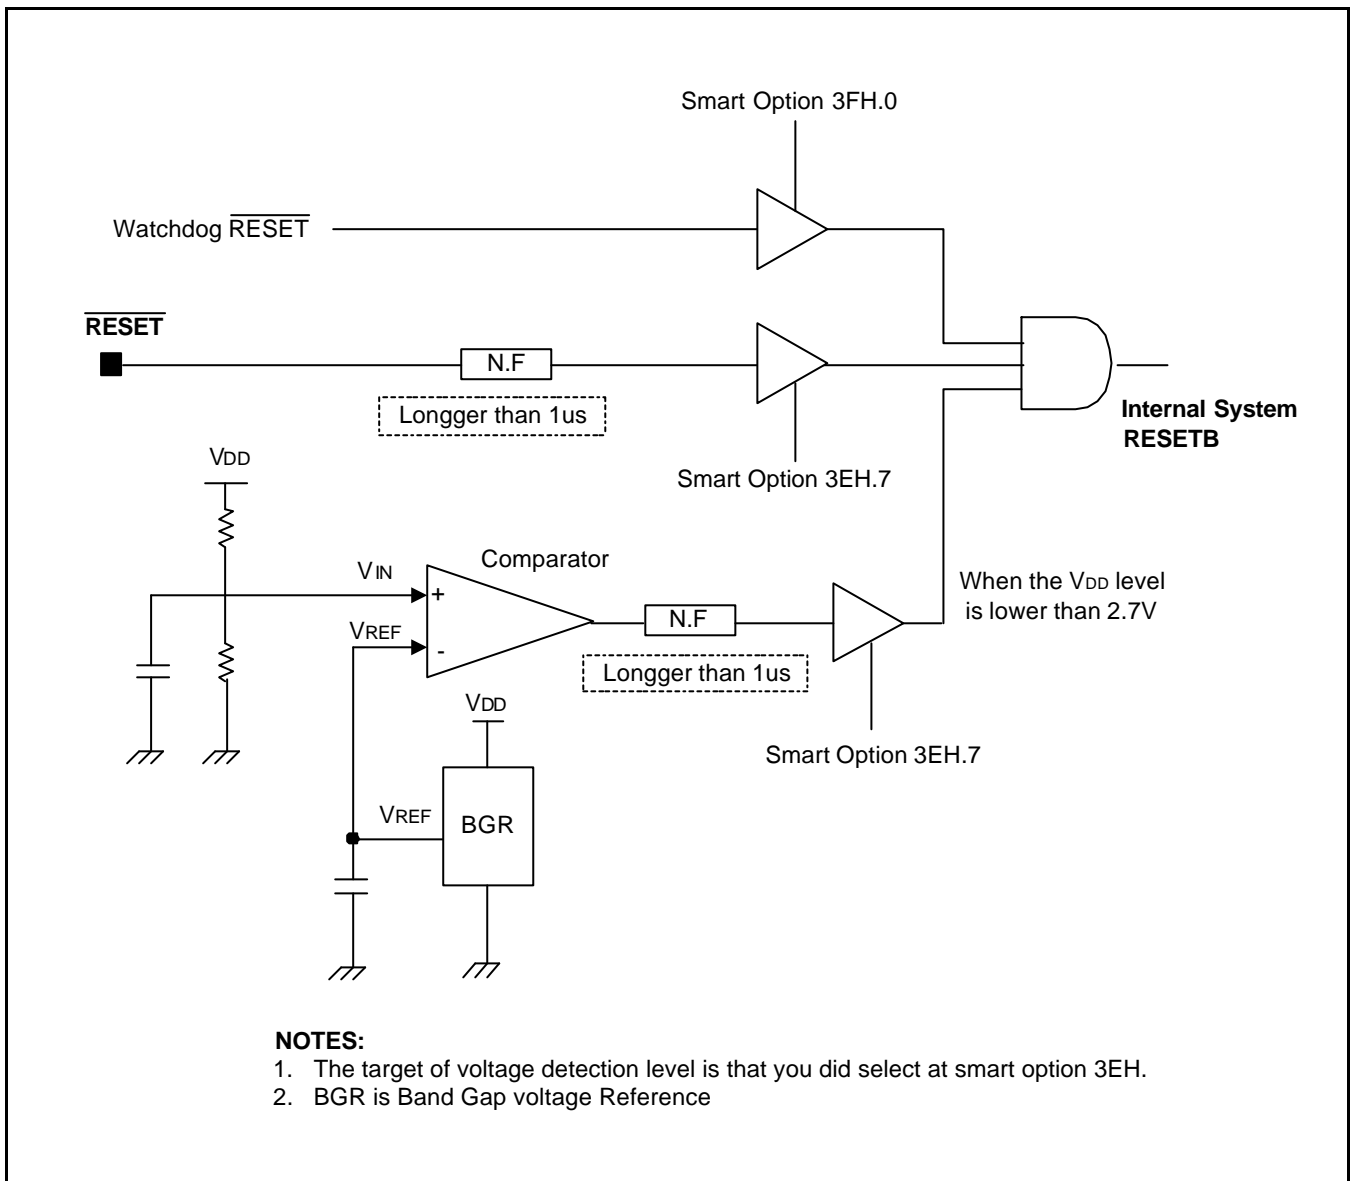 Smart Option 3FH.0
Watchdog RESET
RESET
N.F
Longger than 1us
Smart Option 3EH.7
Internal System
RESETB
VDD
VIN
VREF
+
-
Comparator
N.F
Longger than 1us
When the VDD level
is lower than 2.7V
Smart Option 3EH.7
VDD
VREF
BGR
NOTES:
1. The target of voltage detection level is that you did select at smart option 3EH.
2. BGR is Band Gap voltage Reference